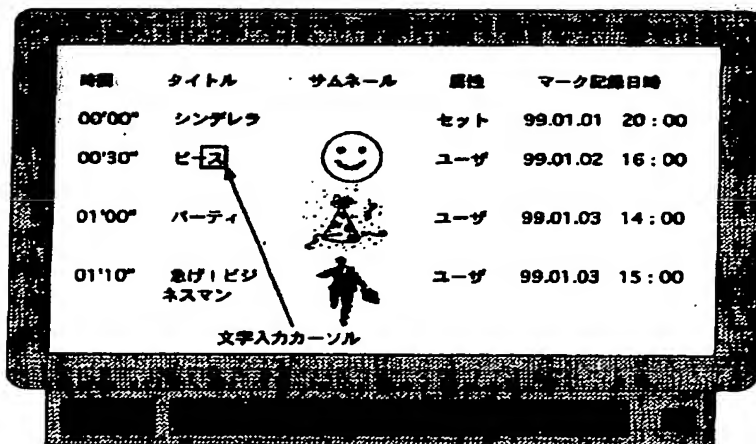 時間 タイトル サムネール 属性 マーク記録日時
00'00" シンデレラ セット 99.01.01 20：00
00'30" ピース ユーザ 99.01.02 16：00
01'00" パーティ ユーザ 99.01.03 14：00
01'10" 急げ！ビジ ユーザ 99.01.03 15：00
ネスマン
文字入力カーソル